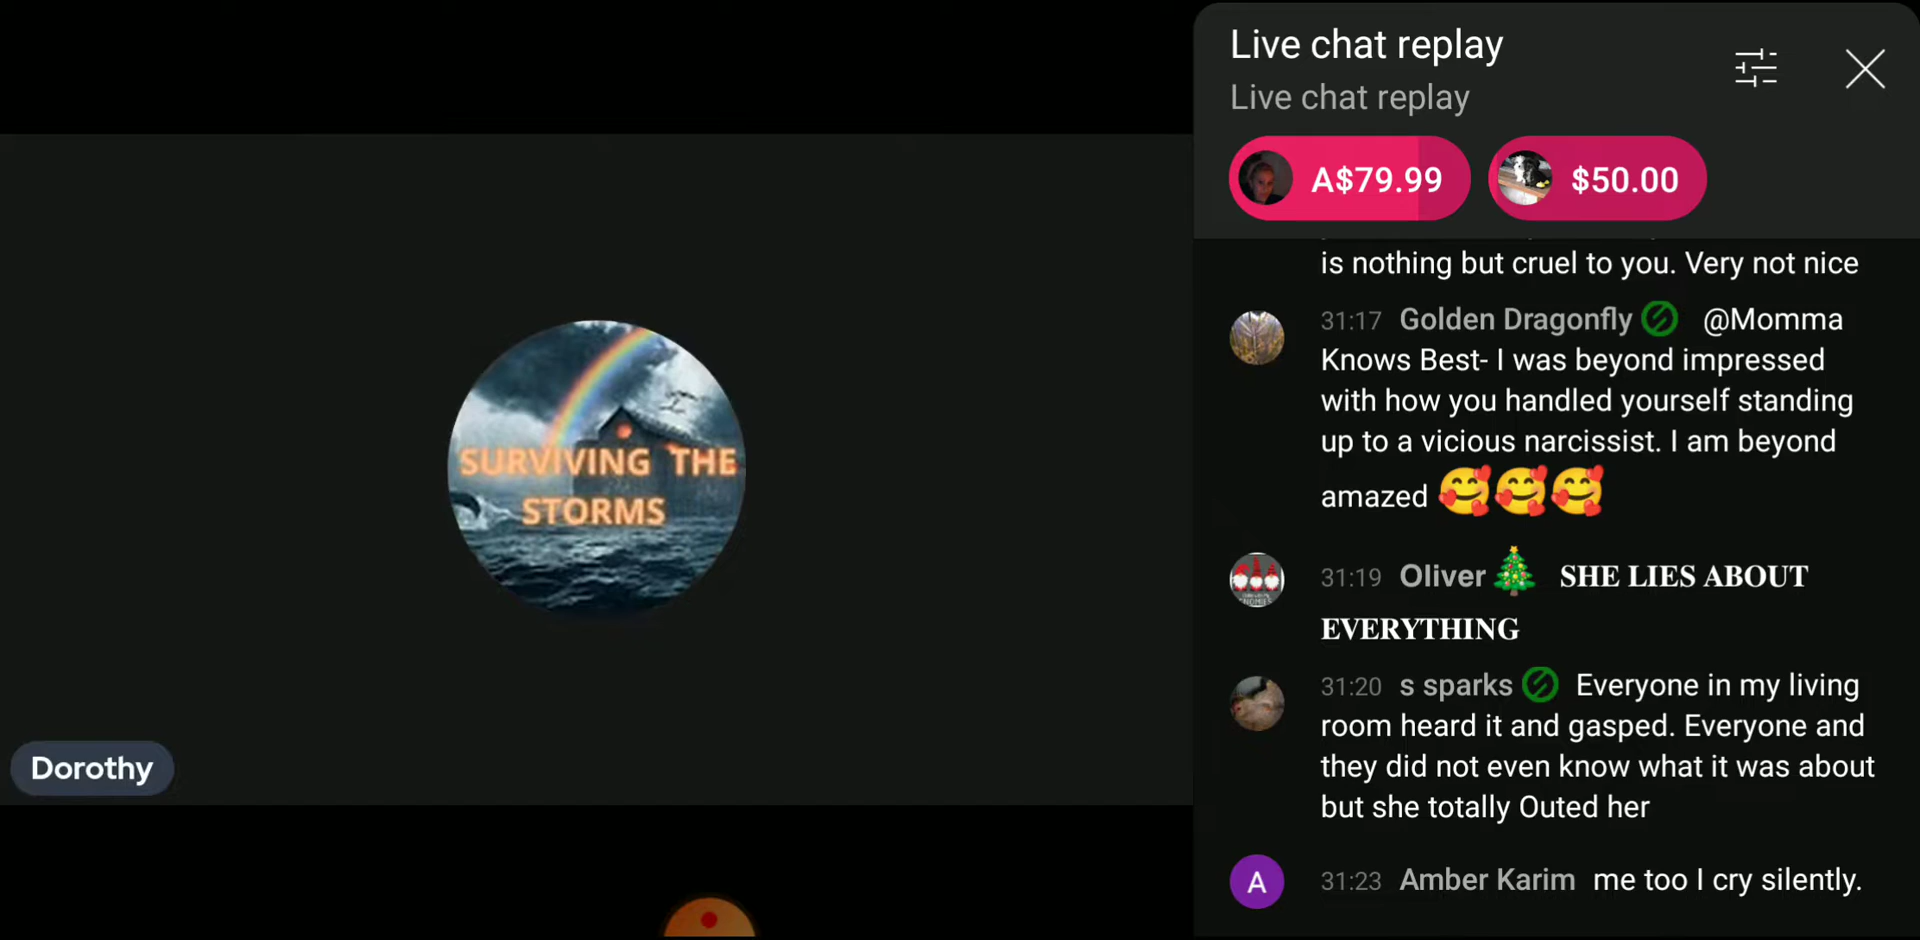 Live chat replay
Live chat replay
A$79.99 $50.00
is nothing but cruel to you. Very not nice
31:17 Golden Dragonfly @Momma
Knows Best- I was beyond impressed
with how you handled yourself standing
up to a vicious narcissist. I am beyond
amazed 🥰🥰🥰
31:19 Oliver🎄 SHE LIES ABOUT
EVERYTHING
31:20 s sparks Everyone in my living
room heard it and gasped. Everyone and
they did not even know what it was about
but she totally Outed her
A 31:23 Amber Karim me too I cry silently.
SURVIVING THE
STORMS
Dorothy